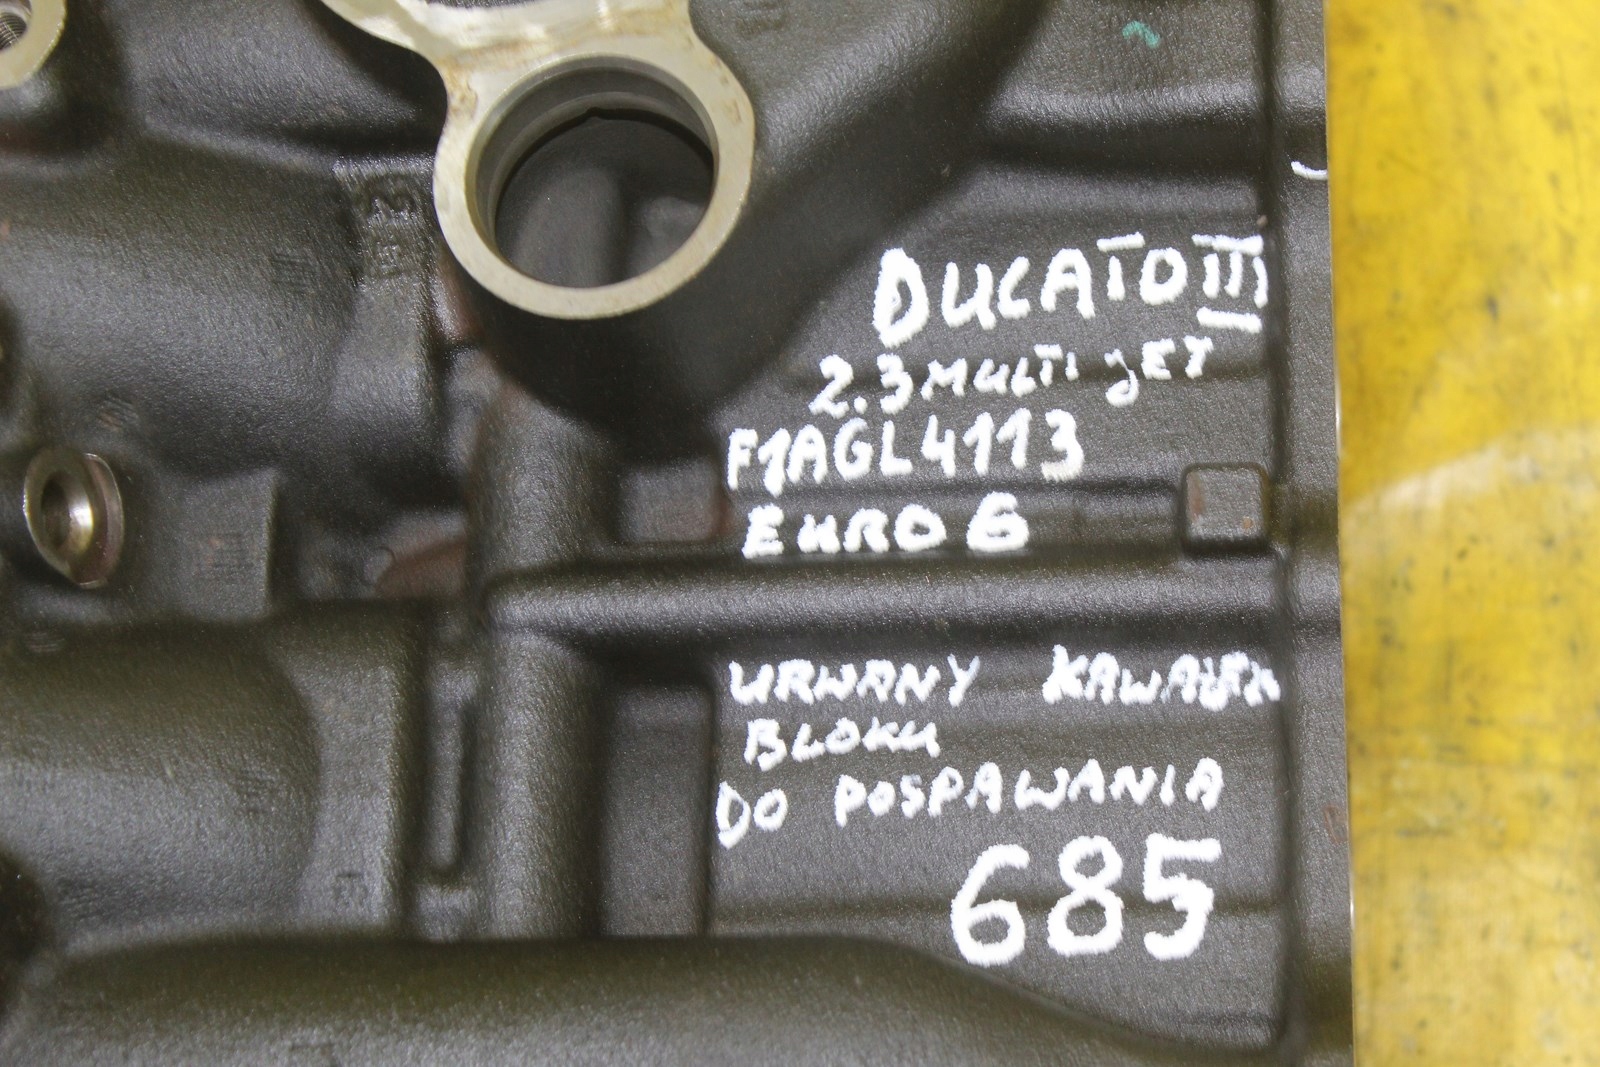 DUCATO III
2.3 MULTI JET
F1AGL4113
EURO 6
URWANY KAWAŁEK
BLOKU
DO POSPAWANIA
685